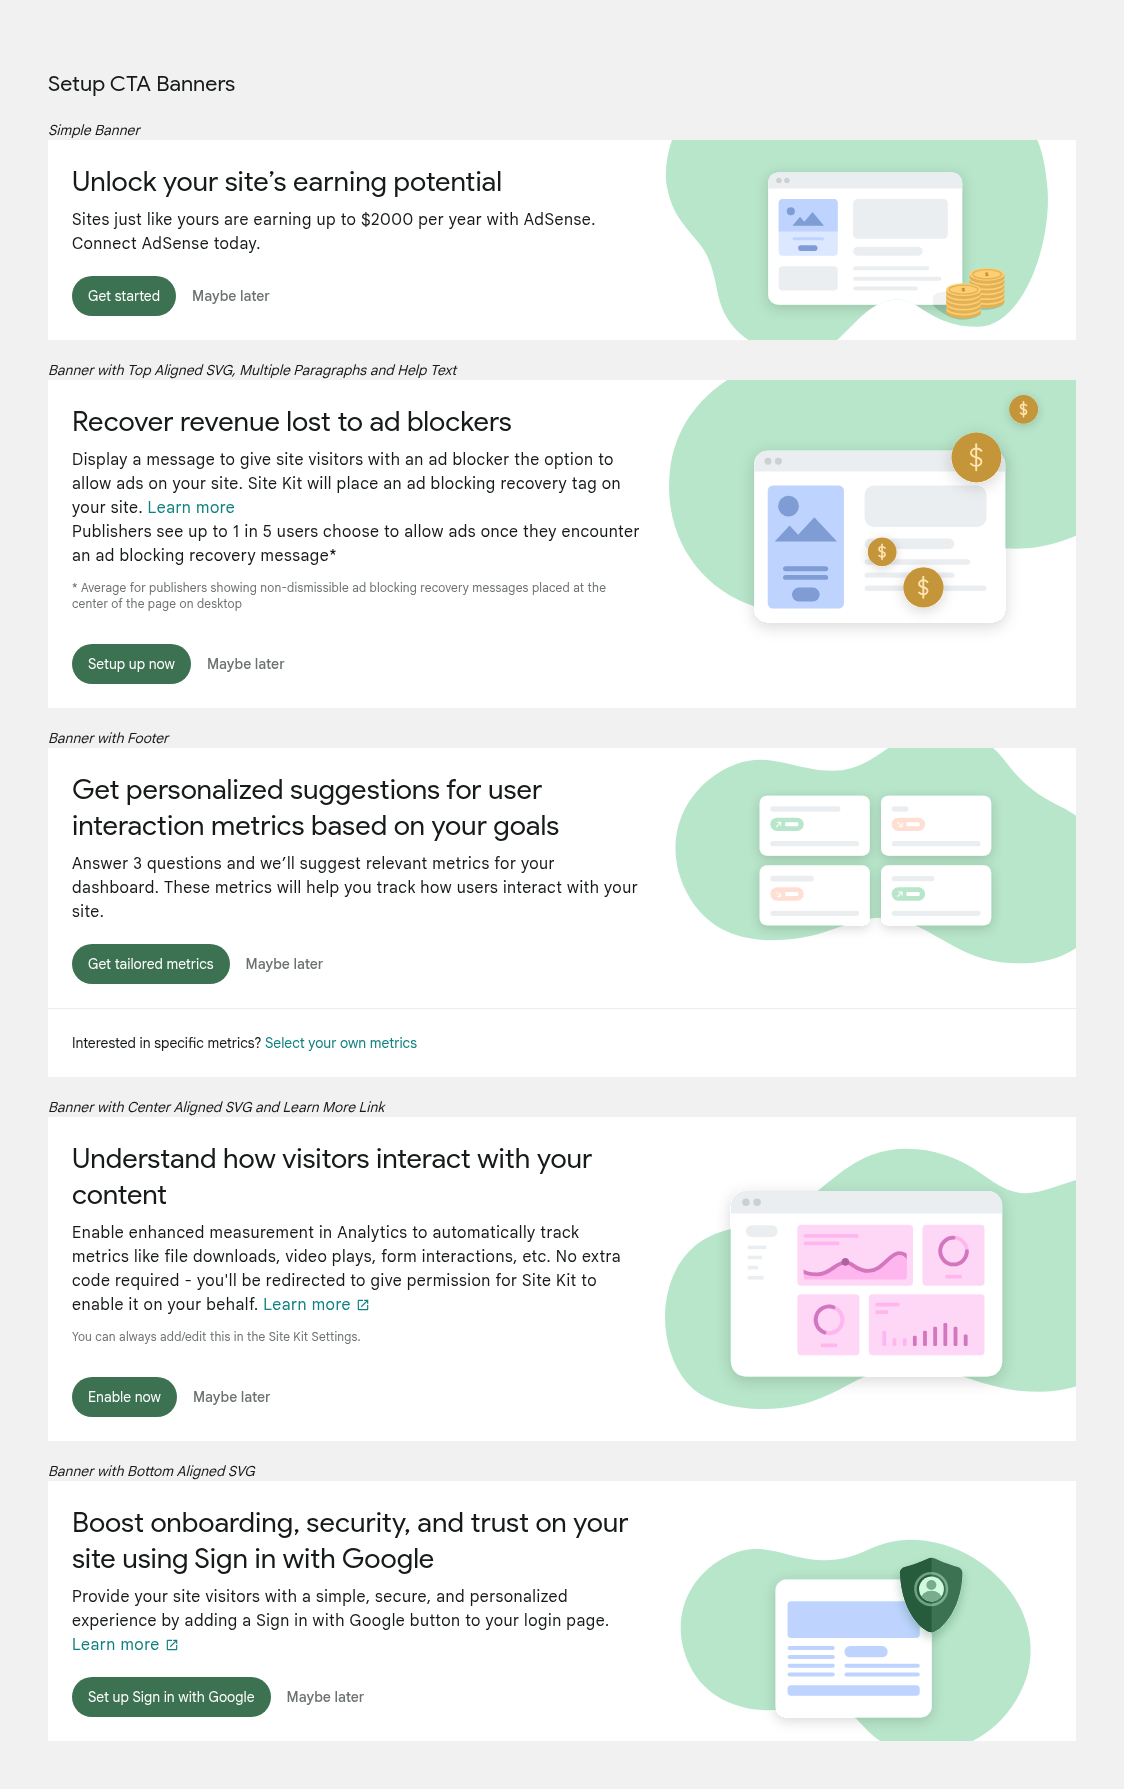 Setup CTA Banners
Simple Banner
Unlock your site’s earning potential
Sites just like yours are earning up to $2000 per year with AdSense.
Connect AdSense today.
Get started
Maybe later
$
$
Banner with Top Aligned SVG, Multiple Paragraphs and Help Text
Recover revenue lost to ad blockers
Display a message to give site visitors with an ad blocker the option to
allow ads on your site. Site Kit will place an ad blocking recovery tag on
your site. Learn more
Publishers see up to 1 in 5 users choose to allow ads once they encounter
an ad blocking recovery message*
* Average for publishers showing non-dismissible ad blocking recovery messages placed at the
center of the page on desktop
Setup up now
Maybe later
$
$
$
$
Banner with Footer
Get personalized suggestions for user
interaction metrics based on your goals
Answer 3 questions and we’ll suggest relevant metrics for your
dashboard. These metrics will help you track how users interact with your
site.
Get tailored metrics
Maybe later
Interested in specific metrics? Select your own metrics
Banner with Center Aligned SVG and Learn More Link
Understand how visitors interact with your
content
Enable enhanced measurement in Analytics to automatically track
metrics like file downloads, video plays, form interactions, etc. No extra
code required - you'll be redirected to give permission for Site Kit to
enable it on your behalf. Learn more
You can always add/edit this in the Site Kit Settings.
Enable now
Maybe later
Banner with Bottom Aligned SVG
Boost onboarding, security, and trust on your
site using Sign in with Google
Provide your site visitors with a simple, secure, and personalized
experience by adding a Sign in with Google button to your login page.
Learn more
Set up Sign in with Google
Maybe later